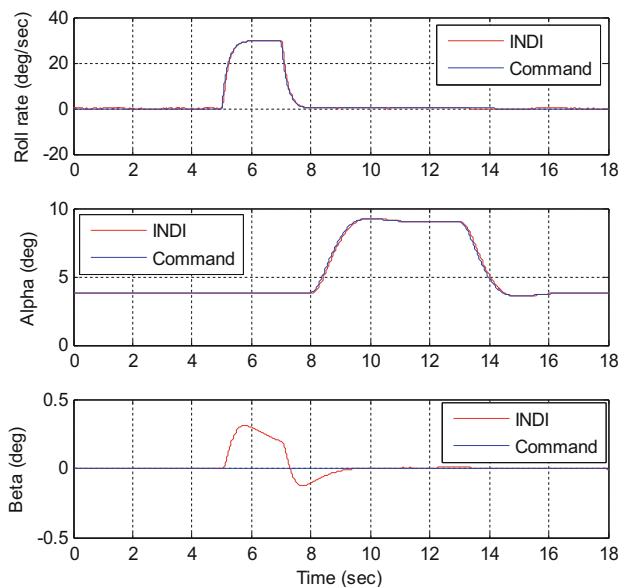 40
20
0
-20
Roll rate (deg/sec)
INDI
Command
0 2 4 6 8 10 12 14 16 18
10
5
0
Alpha (deg)
INDI
Command
0 2 4 6 8 10 12 14 16 18
0.5
0
-0.5
Beta (deg)
INDI
Command
0 2 4 6 8 10 12 14 16 18
Time (sec)